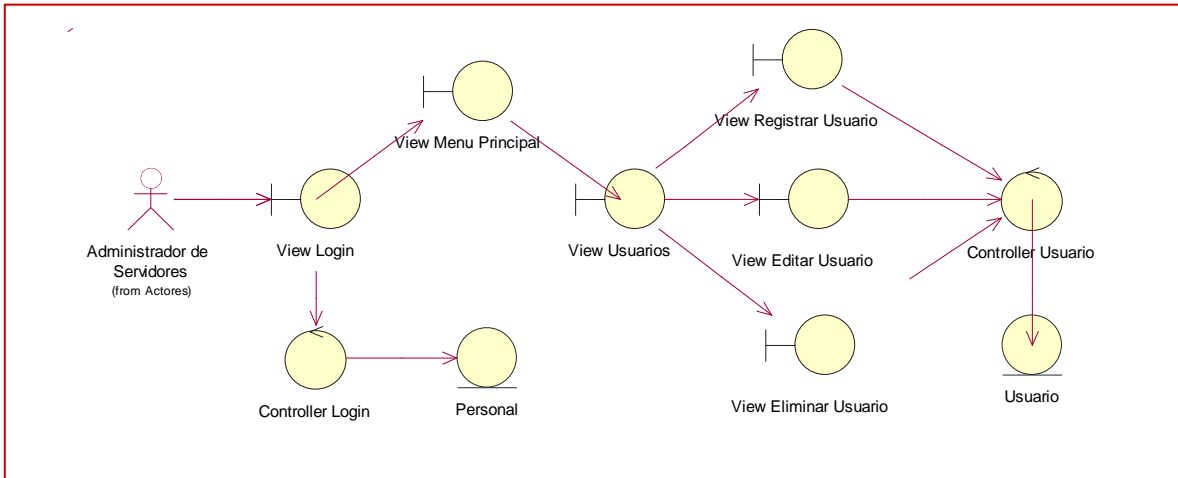 View Registrar Usuario
View Menu Principal
Administrador de
Servidores
(from Actores)
View Login
View Usuarios
View Editar Usuario
Controller Usuario
Controller Login
Personal
View Eliminar Usuario
Usuario